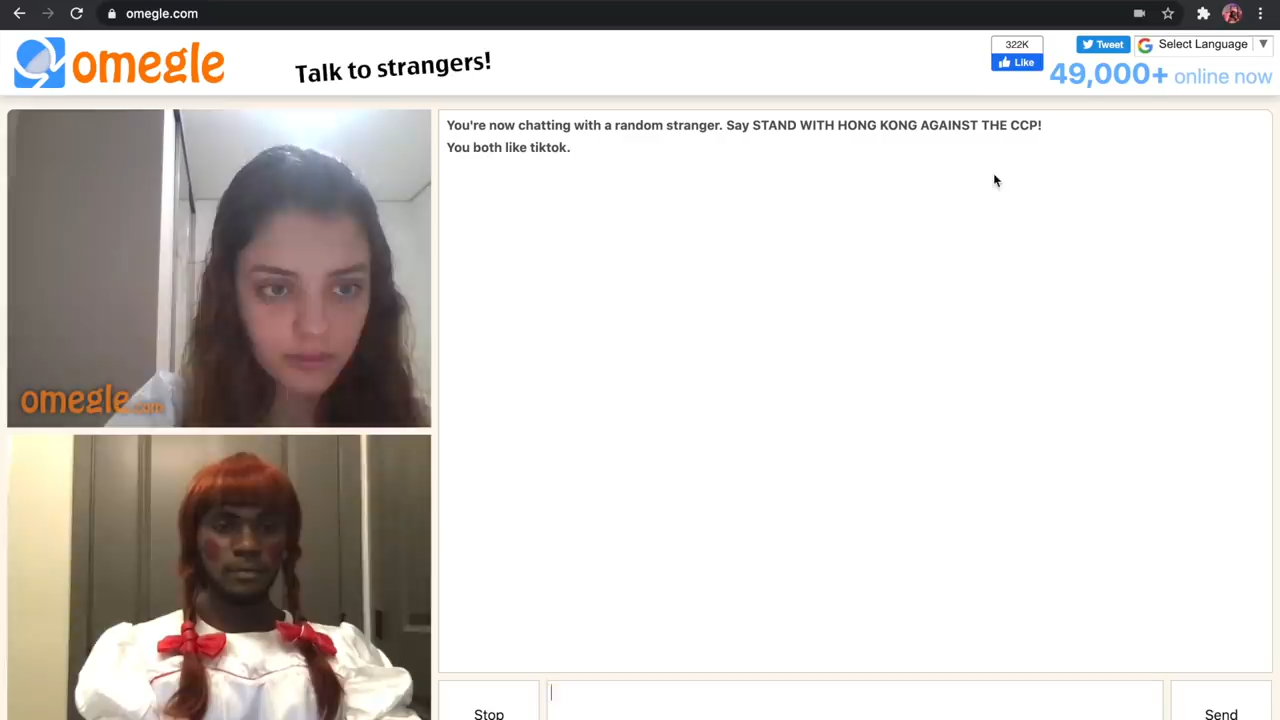 omegle.com
omegle
Talk to strangers!
322K
Like
Tweet
Select Language
49,000+ online now
You're now chatting with a random stranger. Say STAND WITH HONG KONG AGAINST THE CCP!
You both like tiktok.
omegle.com
Stop
Send